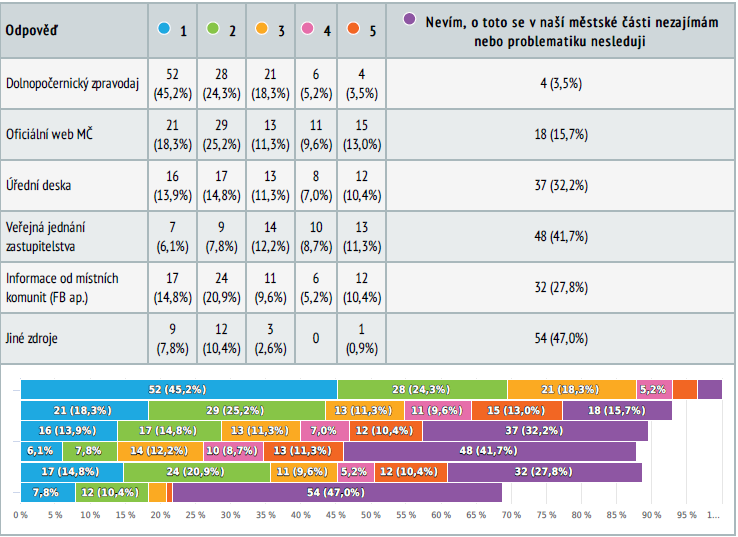 Odpověď 1 2 3 4 5 Nevím, o toto se v naší městské části nezajímám
nebo problematiku nesleduji
Dolnopočernický zpravodaj 52 28 21 6 4 4 (3,5%)
(45,2%) (24,3%) (18,3%) (5,2%) (3,5%)
Oficiální web MČ 21 29 13 11 15 18 (15,7%)
(18,3%) (25,2%) (11,3%) (9,6%) (13,0%)
Úřední deska 16 17 13 8 12 37 (32,2%)
(13,9%) (14,8%) (11,3%) (7,0%) (10,4%)
Veřejná jednání 7 9 14 10 13 48 (41,7%)
zastupitelstva (6,1%) (7,8%) (12,2%) (8,7%) (11,3%)
Informace od místních 17 24 11 6 12 32 (27,8%)
komunit (FB ap.) (14,8%) (20,9%) (9,6%) (5,2%) (10,4%)
Jiné zdroje 9 12 3 0 1 54 (47,0%)
(7,8%) (10,4%) (2,6%) (0,9%)
52 (45,2%) 28 (24,3%) 21 (18,3%) 5,2%
21 (18,3%) 29 (25,2%) 13 (11,3%) 11 (9,6%) 15 (13,0%) 18 (15,7%)
16 (13,9%) 17 (14,8%) 13 (11,3%) 7,0% 12 (10,4%) 37 (32,2%)
6,1% 7,8% 14 (12,2%) 10 (8,7%) 13 (11,3%) 48 (41,7%)
17 (14,8%) 24 (20,9%) 11 (9,6%) 5,2% 12 (10,4%) 32 (27,8%)
7,8% 12 (10,4%) 54 (47,0%)
0 % 5 % 10 % 15 % 20 % 25 % 30 % 35 % 40 % 45 % 50 % 55 % 60 % 65 % 70 % 75 % 80 % 85 % 90 % 95 % 1...